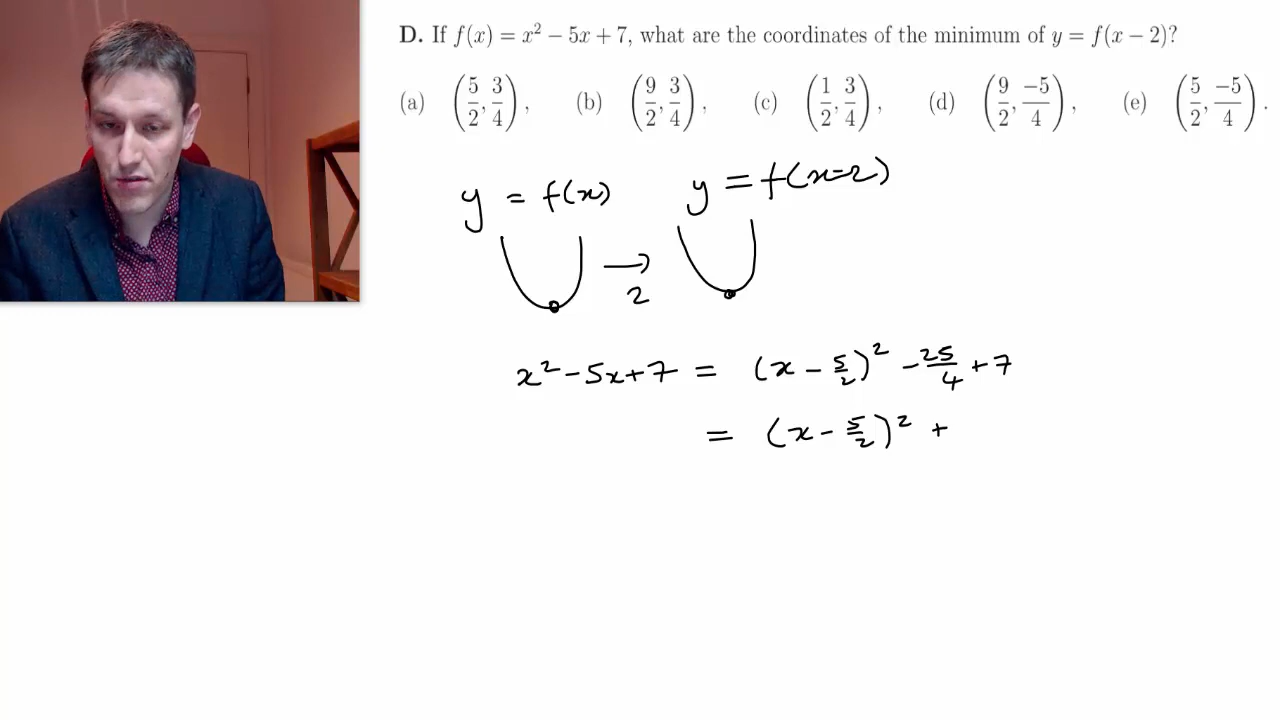 D. If f(x) = x² − 5x + 7, what are the coordinates of the minimum of y = f(x − 2)?
(a) (5/2, 3/4), (b) (9/2, 3/4), (c) (1/2, 3/4), (d) (9/2, −5/4), (e) (5/2, −5/4).
y = f(x) y = f(x−2)
→
2
x² − 5x + 7 = (x − 5/2)² − 25/4 + 7
= (x − 5/2)² +